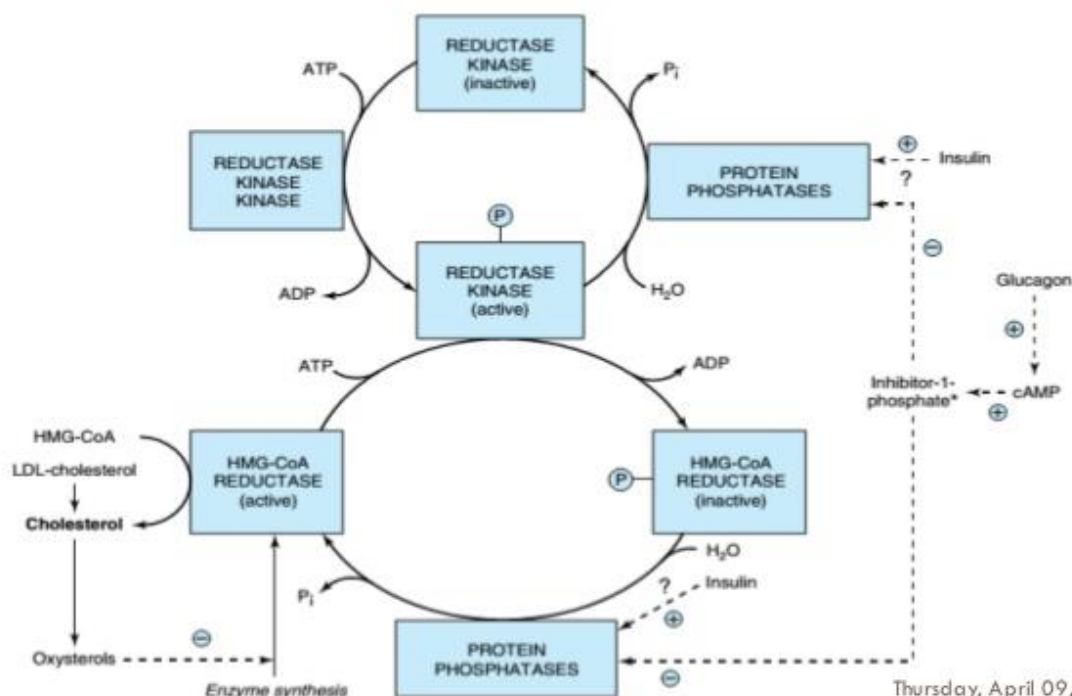 REDUCTASE
KINASE
(inactive)
ATP
Pi
REDUCTASE
KINASE
KINASE
PROTEIN
PHOSPHATASES
+
Insulin
?
P
−
REDUCTASE
KINASE
(active)
ADP
H2O
Glucagon
+
ATP
ADP
Inhibitor-1-
phosphate*
cAMP
+
HMG-CoA
LDL-cholesterol
Cholesterol
HMG-CoA
REDUCTASE
(active)
P
HMG-CoA
REDUCTASE
(inactive)
H2O
Pi
?
Insulin
+
Oxysterols
−
PROTEIN
PHOSPHATASES
−
Enzyme synthesis
Thursday, April 09,